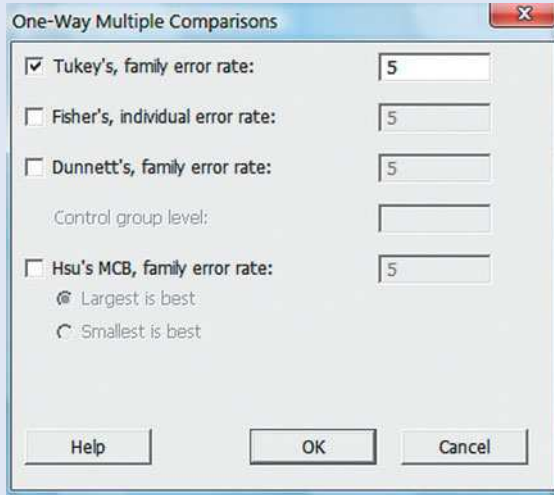 One-Way Multiple Comparisons
Tukey's, family error rate: 5
Fisher's, individual error rate: 5
Dunnett's, family error rate: 5
Control group level:
Hsu's MCB, family error rate: 5
Largest is best
Smallest is best
Help OK Cancel